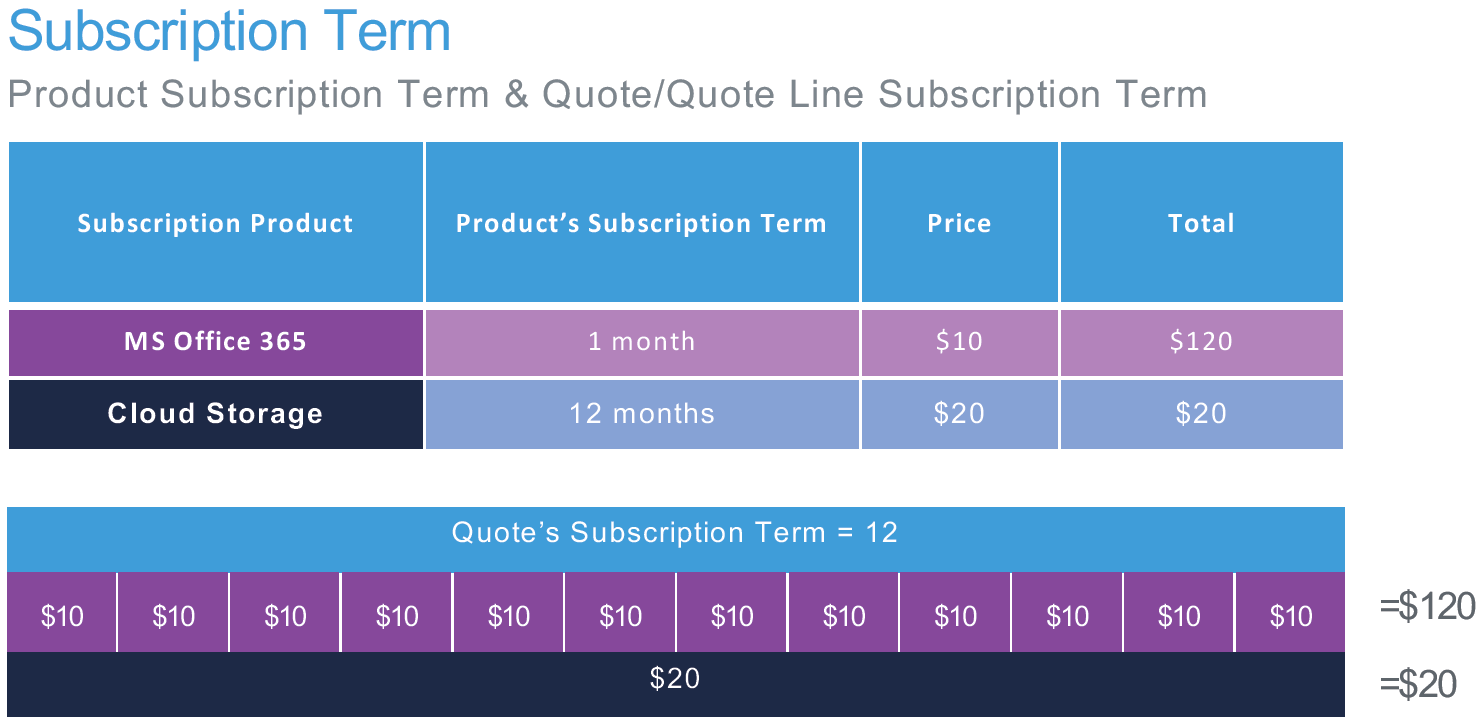 Subscription Term
Product Subscription Term & Quote/Quote Line Subscription Term
Subscription Product Product’s Subscription Term Price Total
MS Office 365 1 month $10 $120
Cloud Storage 12 months $20 $20
Quote’s Subscription Term = 12
$10 $10 $10 $10 $10 $10 $10 $10 $10 $10 $10 $10 =$120
$20 =$20